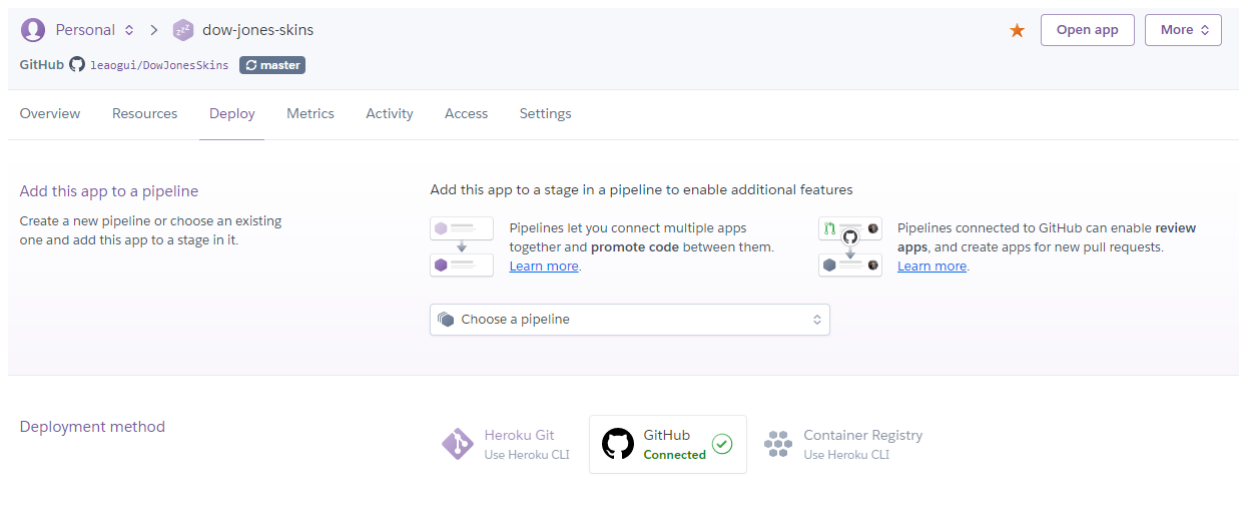 Personal > dow-jones-skins
Open app
More
GitHub leaogui/DowJonesSkins master
Overview Resources Deploy Metrics Activity Access Settings
Add this app to a pipeline
Create a new pipeline or choose an existing
one and add this app to a stage in it.
Add this app to a stage in a pipeline to enable additional features
Pipelines let you connect multiple apps
together and promote code between them.
Learn more.
Pipelines connected to GitHub can enable review
apps, and create apps for new pull requests.
Learn more.
Choose a pipeline
Deployment method
Heroku Git
Use Heroku CLI
GitHub
Connected
Container Registry
Use Heroku CLI